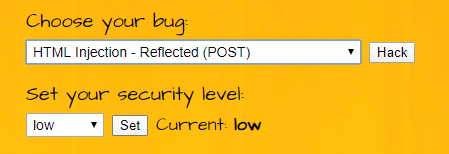 Choose your bug:
HTML Injection - Reflected (POST) Hack
Set your security level:
low Set Current: low